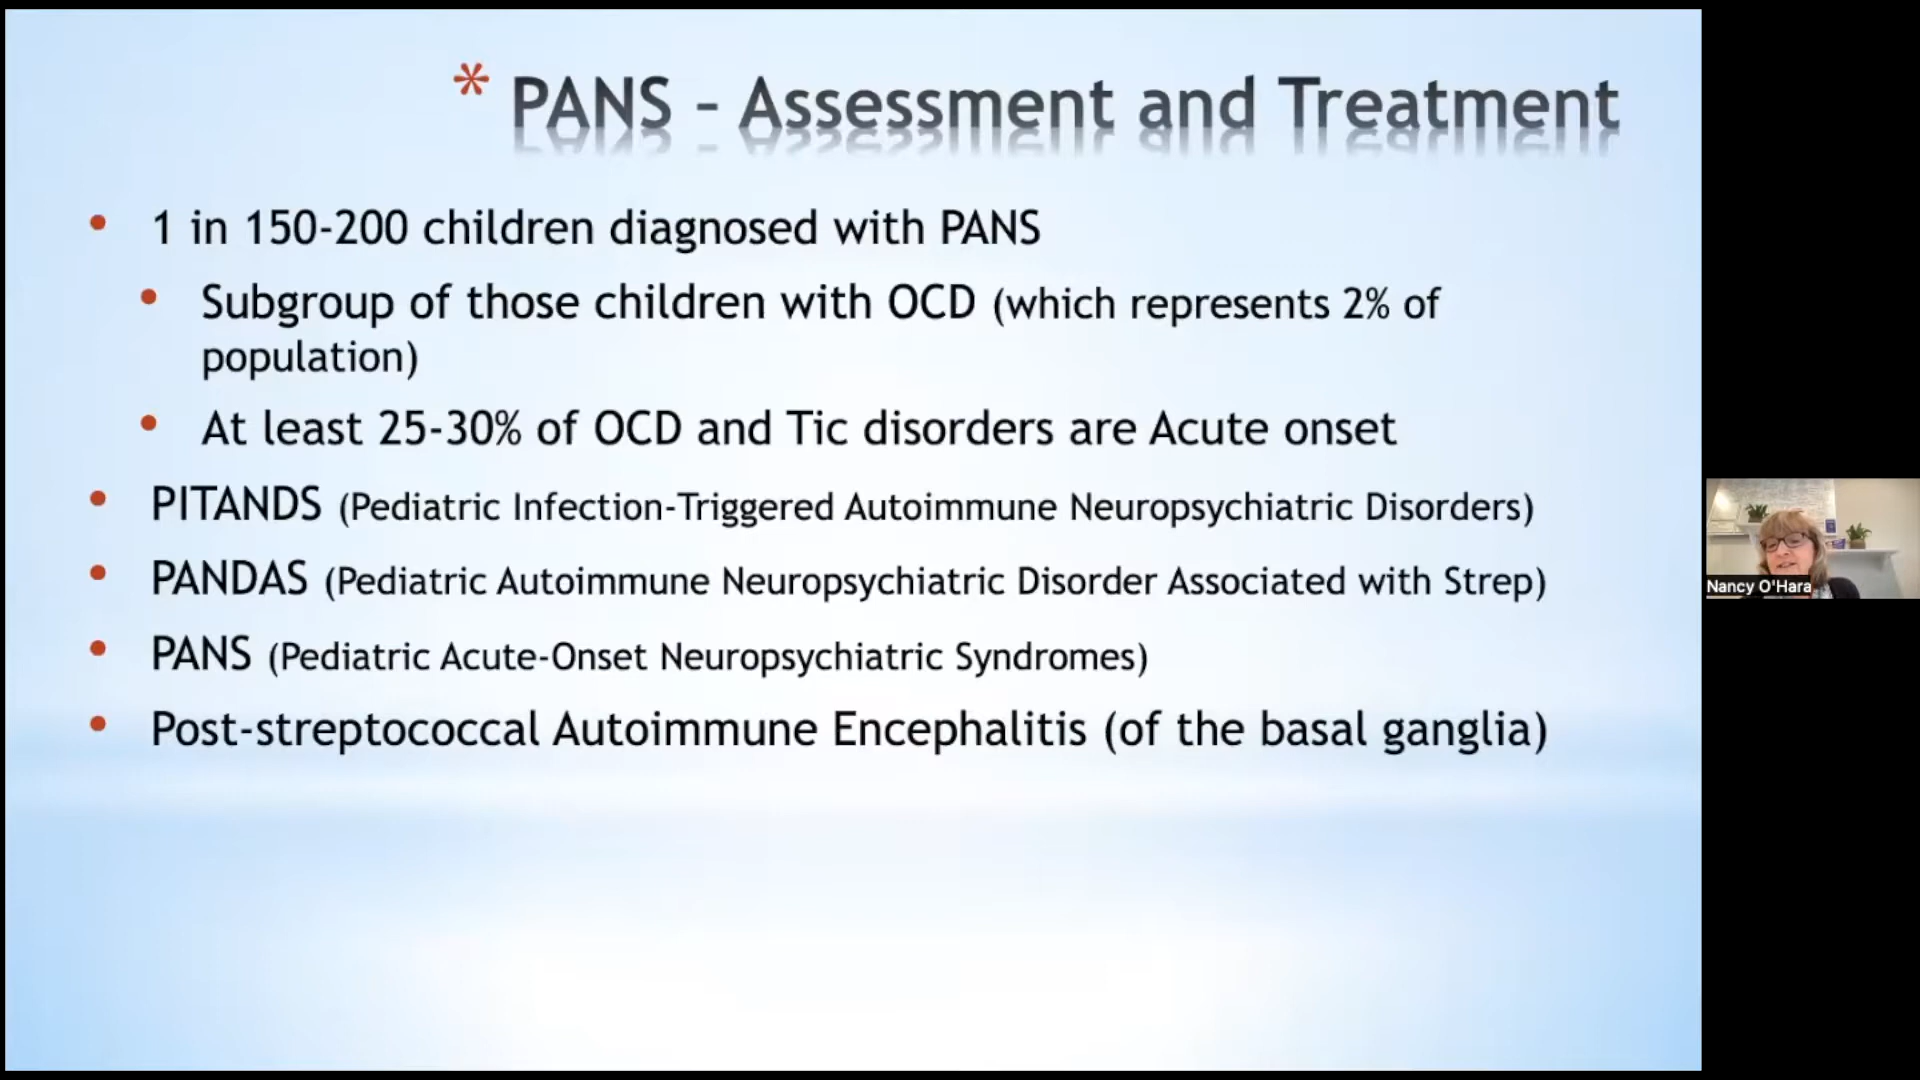 * PANS – Assessment and Treatment
• 1 in 150-200 children diagnosed with PANS
• Subgroup of those children with OCD (which represents 2% of
population)
• At least 25-30% of OCD and Tic disorders are Acute onset
• PITANDS (Pediatric Infection-Triggered Autoimmune Neuropsychiatric Disorders)
• PANDAS (Pediatric Autoimmune Neuropsychiatric Disorder Associated with Strep)
• PANS (Pediatric Acute-Onset Neuropsychiatric Syndromes)
• Post-streptococcal Autoimmune Encephalitis (of the basal ganglia)
Nancy O'Hara